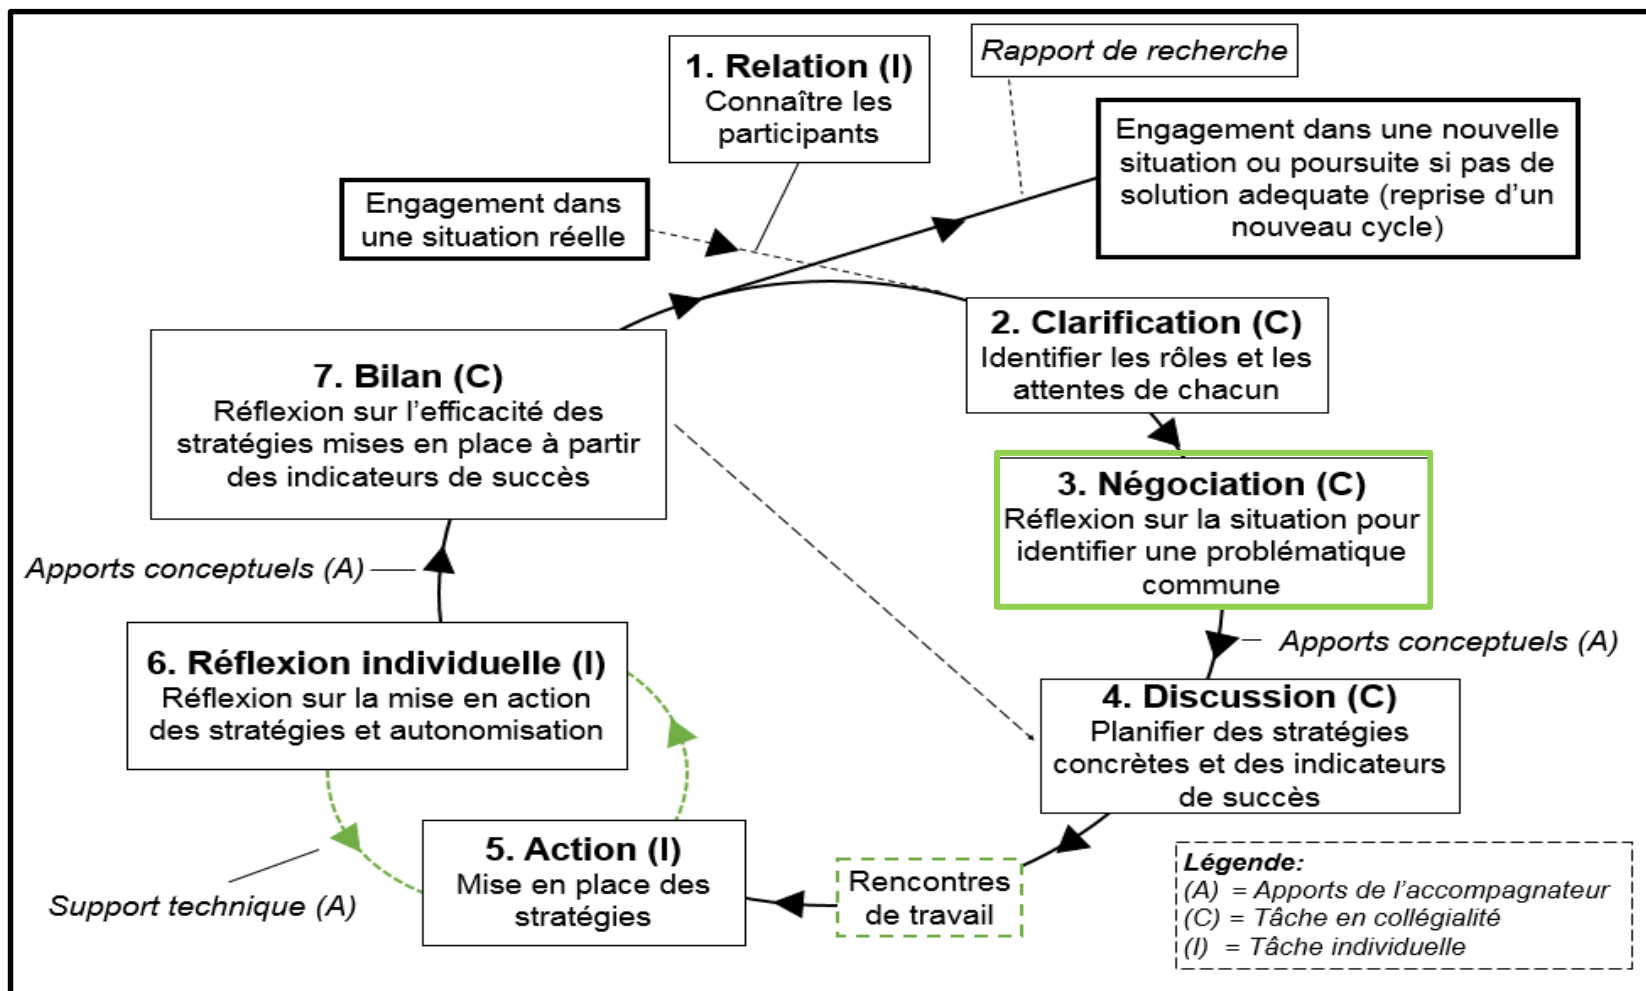 Rapport de recherche
1. Relation (I)
Connaître les
participants
Engagement dans une nouvelle
situation ou poursuite si pas de
solution adequate (reprise d'un
nouveau cycle)
Engagement dans
une situation réelle
2. Clarification (C)
Identifier les rôles et les
attentes de chacun
7. Bilan (C)
Réflexion sur l'efficacité des
stratégies mises en place à partir
des indicateurs de succès
3. Négociation (C)
Réflexion sur la situation pour
identifier une problématique
commune
Apports conceptuels (A)
Apports conceptuels (A)
6. Réflexion individuelle (I)
Réflexion sur la mise en action
des stratégies et autonomisation
4. Discussion (C)
Planifier des stratégies
concrètes et des indicateurs
de succès
5. Action (I)
Mise en place des
stratégies
Rencontres
de travail
Support technique (A)
Légende:
(A) = Apports de l'accompagnateur
(C) = Tâche en collégialité
(I) = Tâche individuelle